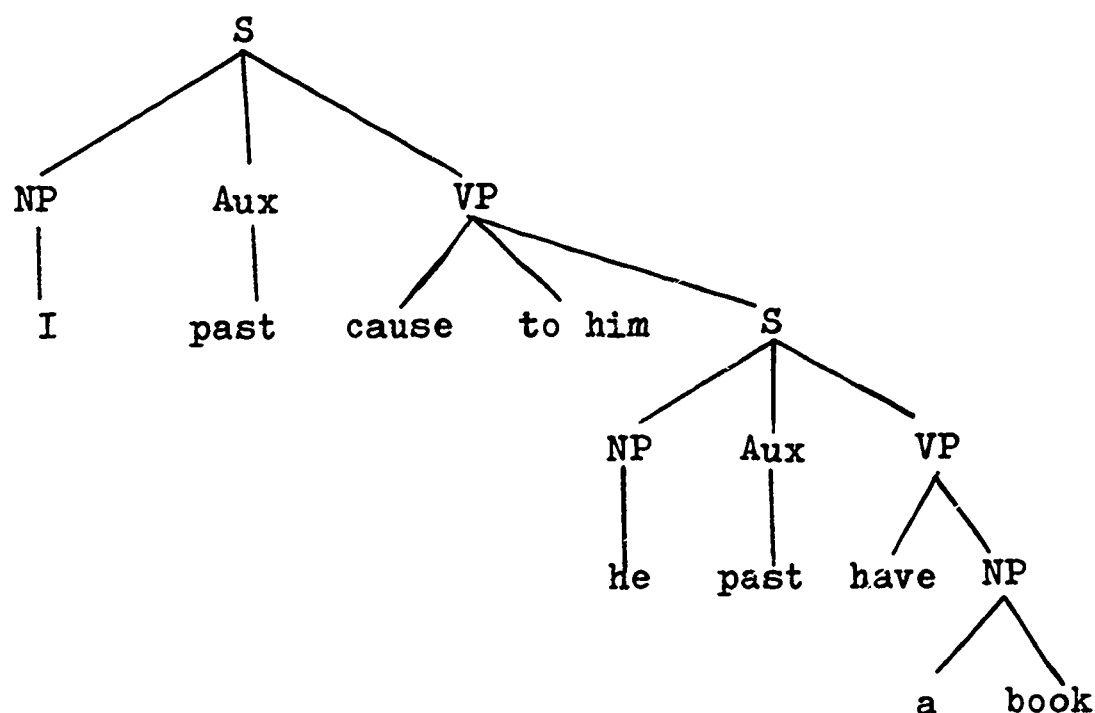 S
NP Aux VP
I past cause to him S
NP Aux VP
he past have NP
a book